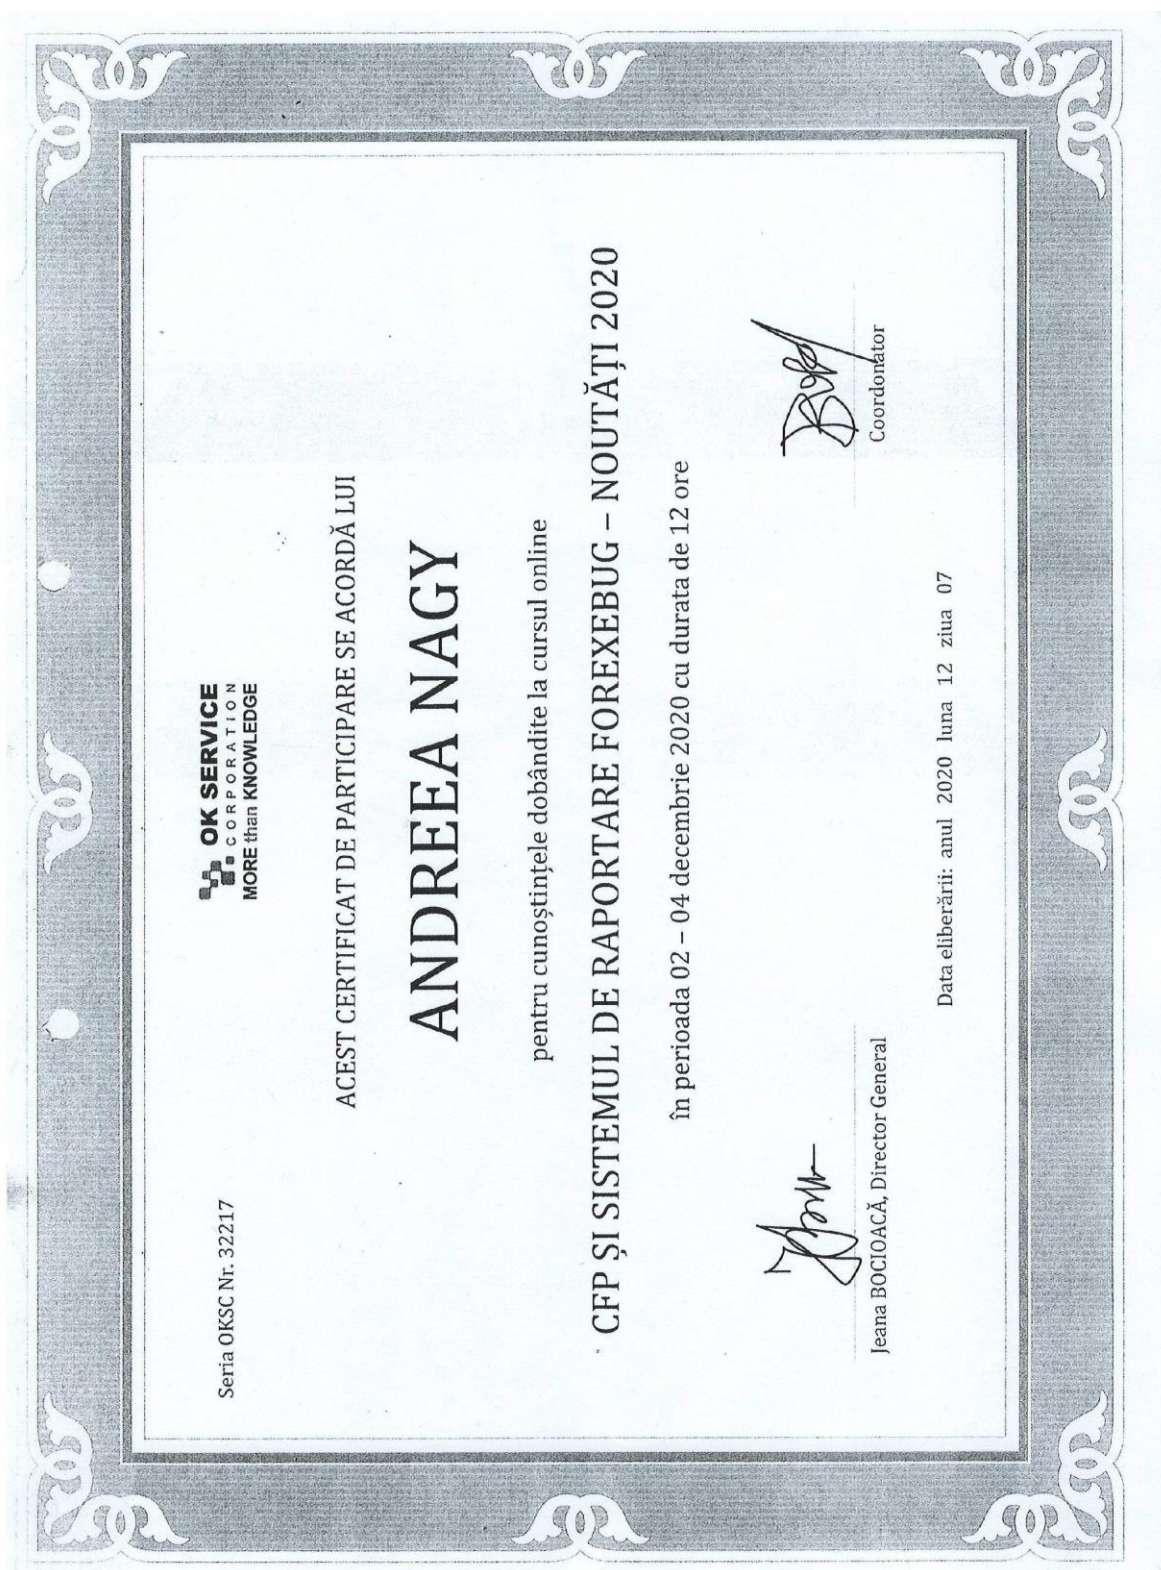 Seria OKSC Nr. 32217
OK SERVICE
CORPORATION
MORE than KNOWLEDGE
ACEST CERTIFICAT DE PARTICIPARE SE ACORDĂ LUI
ANDREEA NAGY
pentru cunoștințele dobândite la cursul online
CFP ȘI SISTEMUL DE RAPORTARE FOREXEBUG – NOUTĂȚI 2020
în perioada 02 – 04 decembrie 2020 cu durata de 12 ore
Jeana BOCIOACĂ, Director General
Coordonator
Data eliberării: anul 2020 luna 12 ziua 07